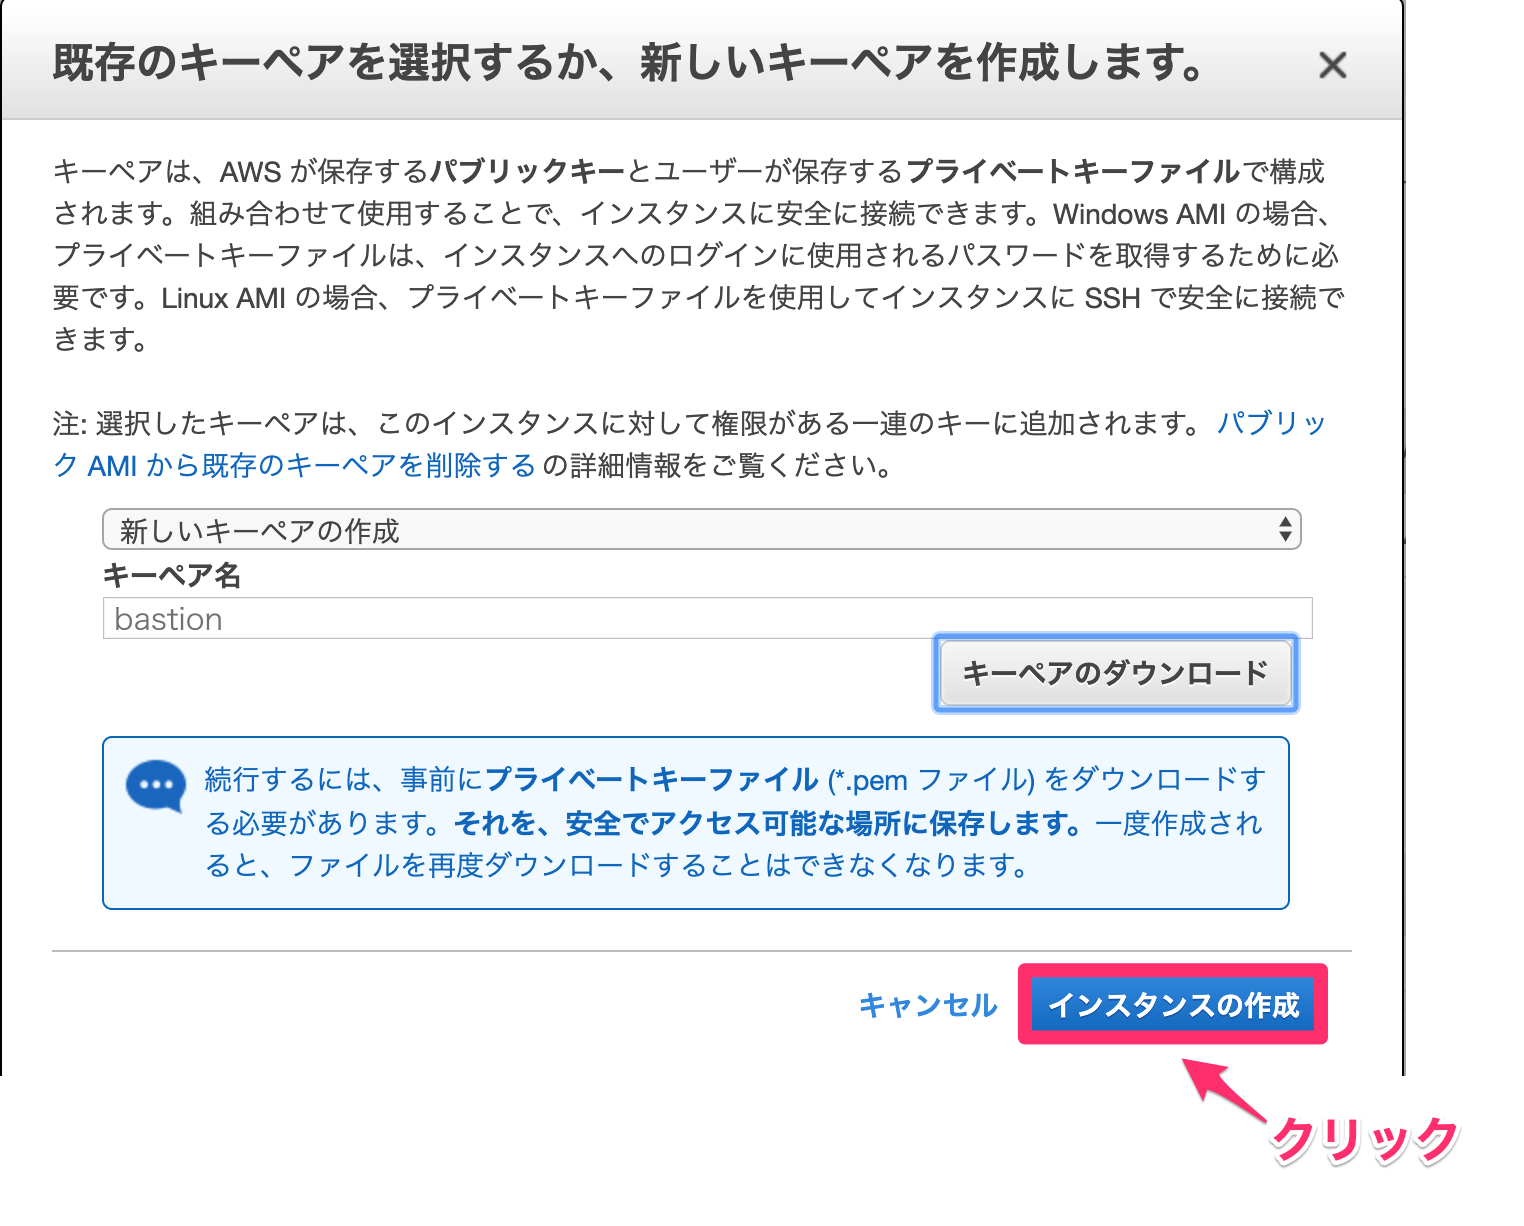 既存のキーペアを選択するか、新しいキーペアを作成します。
キーペアは、AWS が保存するパブリックキーとユーザーが保存するプライベートキーファイルで構成
されます。組み合わせて使用することで、インスタンスに安全に接続できます。Windows AMI の場合、
プライベートキーファイルは、インスタンスへのログインに使用されるパスワードを取得するために必
要です。Linux AMI の場合、プライベートキーファイルを使用してインスタンスに SSH で安全に接続で
きます。
注: 選択したキーペアは、このインスタンスに対して権限がある一連のキーに追加されます。 パブリッ
ク AMI から既存のキーペアを削除する の詳細情報をご覧ください。
新しいキーペアの作成
キーペア名
bastion
キーペアのダウンロード
続行するには、事前にプライベートキーファイル (*.pem ファイル) をダウンロードす
る必要があります。それを、安全でアクセス可能な場所に保存します。一度作成され
ると、ファイルを再度ダウンロードすることはできなくなります。
キャンセル
インスタンスの作成
クリック